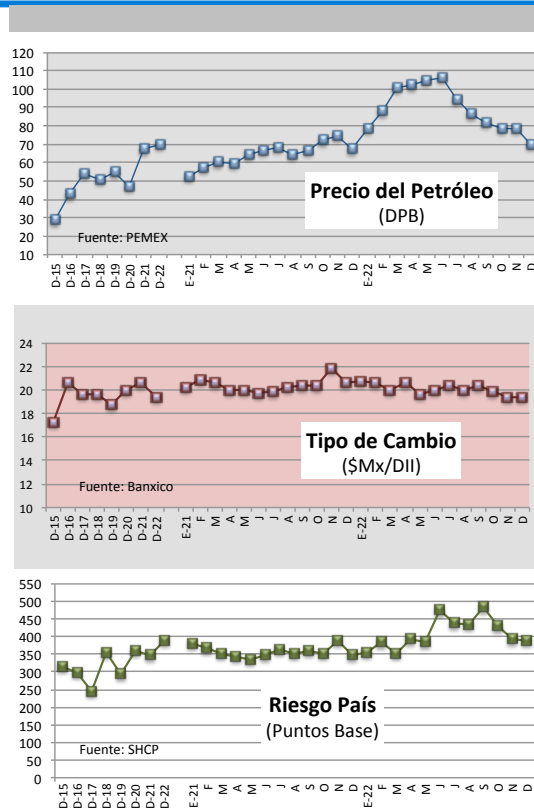 120
110
100
90
80
70
60
50
40
30
20
10
Precio del Petróleo
(DPB)
Fuente: PEMEX
D-15 D-16 D-17 D-18 D-19 D-20 D-21 D-22 E-21 F M A M J J A S O N D E-22 F M A M J J A S O N D
24
22
20
18
16
14
12
10
Tipo de Cambio
($Mx/Dll)
Fuente: Banxico
D-15 D-16 D-17 D-18 D-19 D-20 D-21 D-22 E-21 F M A M J J A S O N D E-22 F M A M J J A S O N D
550
500
450
400
350
300
250
200
150
100
50
0
Riesgo País
(Puntos Base)
Fuente: SHCP
D-15 D-16 D-17 D-18 D-19 D-20 D-21 D-22 E-21 F M A M J J A S O N D E-22 F M A M J J A S O N D